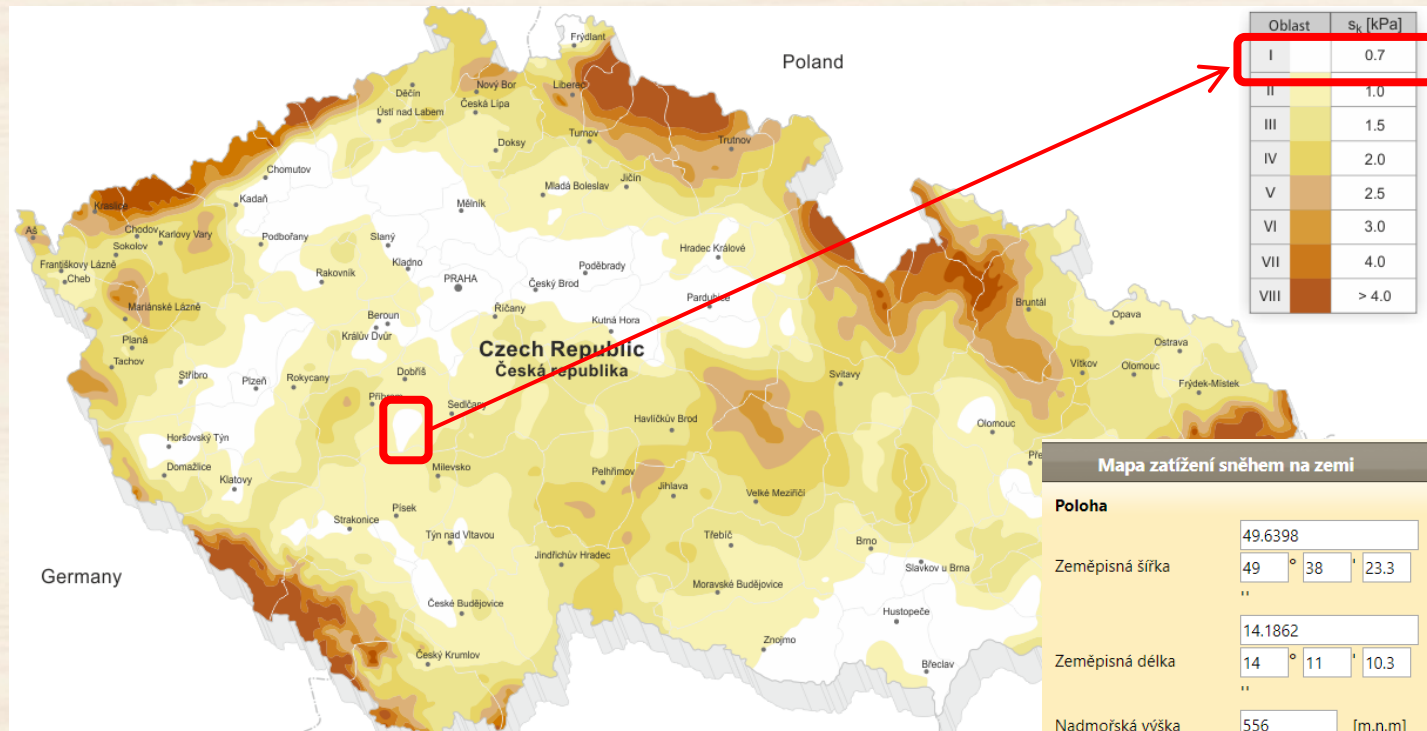 Frýdlant
Poland
Děčín
Nový Bor
Liberec
Česká Lípa
Ústí nad Labem
Turnov
Doksy
Trutnov
Chomutov
Jičín
Mladá Boleslav
Kadaň
Kraslice
Mělník
Aš
Chodov
Karlovy Vary
Sokolov
Podbořany
Slaný
Hradec Králové
Františkovy Lázně
Cheb
Rakovník
Kladno
Poděbrady
PRAHA
Český Brod
Mariánské Lázně
Říčany
Pardubice
Bruntál
Beroun
Kutná Hora
Opava
Králův Dvůr
Planá
Czech Republic
Česká republika
Ostrava
Tachov
Vítkov
Olomouc
Stříbro
Plzeň
Rokycany
Dobříš
Svitavy
Frýdek-Místek
Příbram
Sedlčany
Havlíčkův Brod
Olomouc
Horšovský Týn
Pře
Domažlice
Klatovy
Milevsko
Pelhřimov
Jihlava
Velké Meziříčí
Písek
Strakonice
Týn nad Vltavou
Třebíč
Brno
Jindřichův Hradec
Slavkov u Brna
Germany
Moravské Budějovice
České Budějovice
Hustopeče
Znojmo
Český Krumlov
Břeclav
Oblast sk [kPa]
I 0.7
II 1.0
III 1.5
IV 2.0
V 2.5
VI 3.0
VII 4.0
VIII > 4.0
Mapa zatížení sněhem na zemi
Poloha
49.6398
Zeměpisná šířka 49 ° 38 ' 23.3
''
14.1862
Zeměpisná délka 14 ° 11 ' 10.3
''
Nadmořská výška 556 [m.n.m]